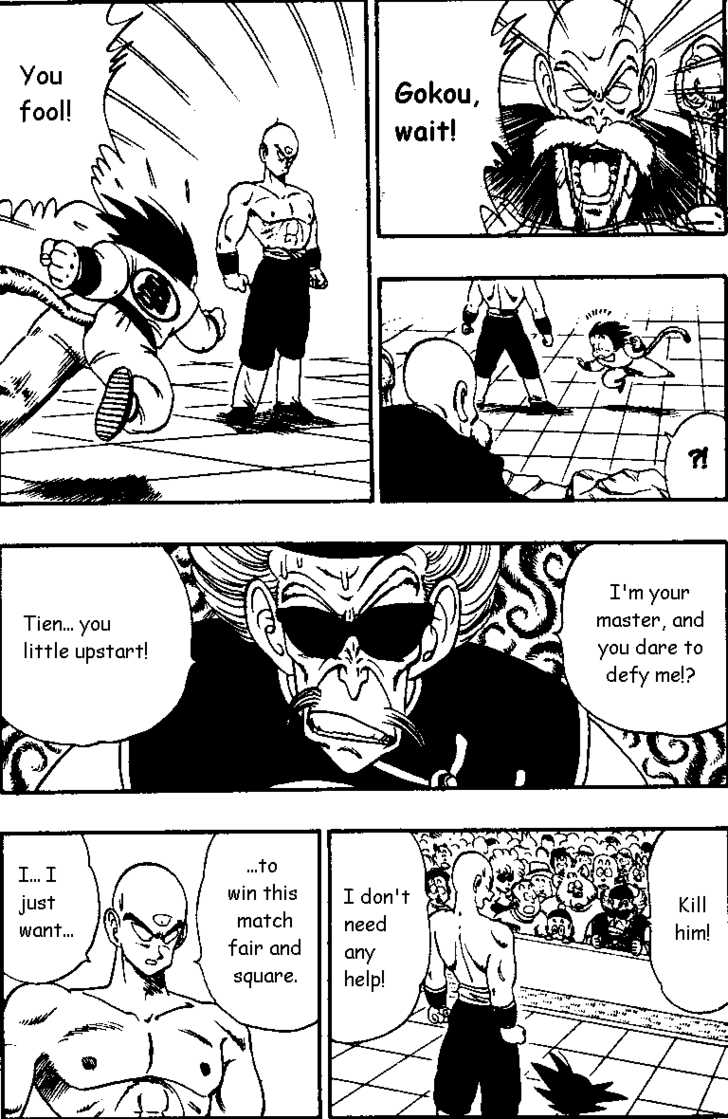 You
fool!
Gokou,
wait!
?!
Tien... you
little upstart!
I'm your
master, and
you dare to
defy me!?
I... I
just
want...
...to
win this
match
fair and
square.
I don't
need
any
help!
Kill
him!